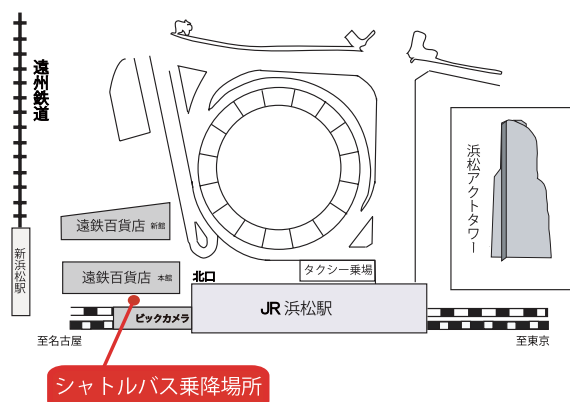 遠州鉄道
浜松アクトタワー
遠鉄百貨店 新館
新浜松駅
遠鉄百貨店 本館
北口
タクシー乗場
JR 浜松駅
ビックカメラ
至名古屋
至東京
シャトルバス乗降場所